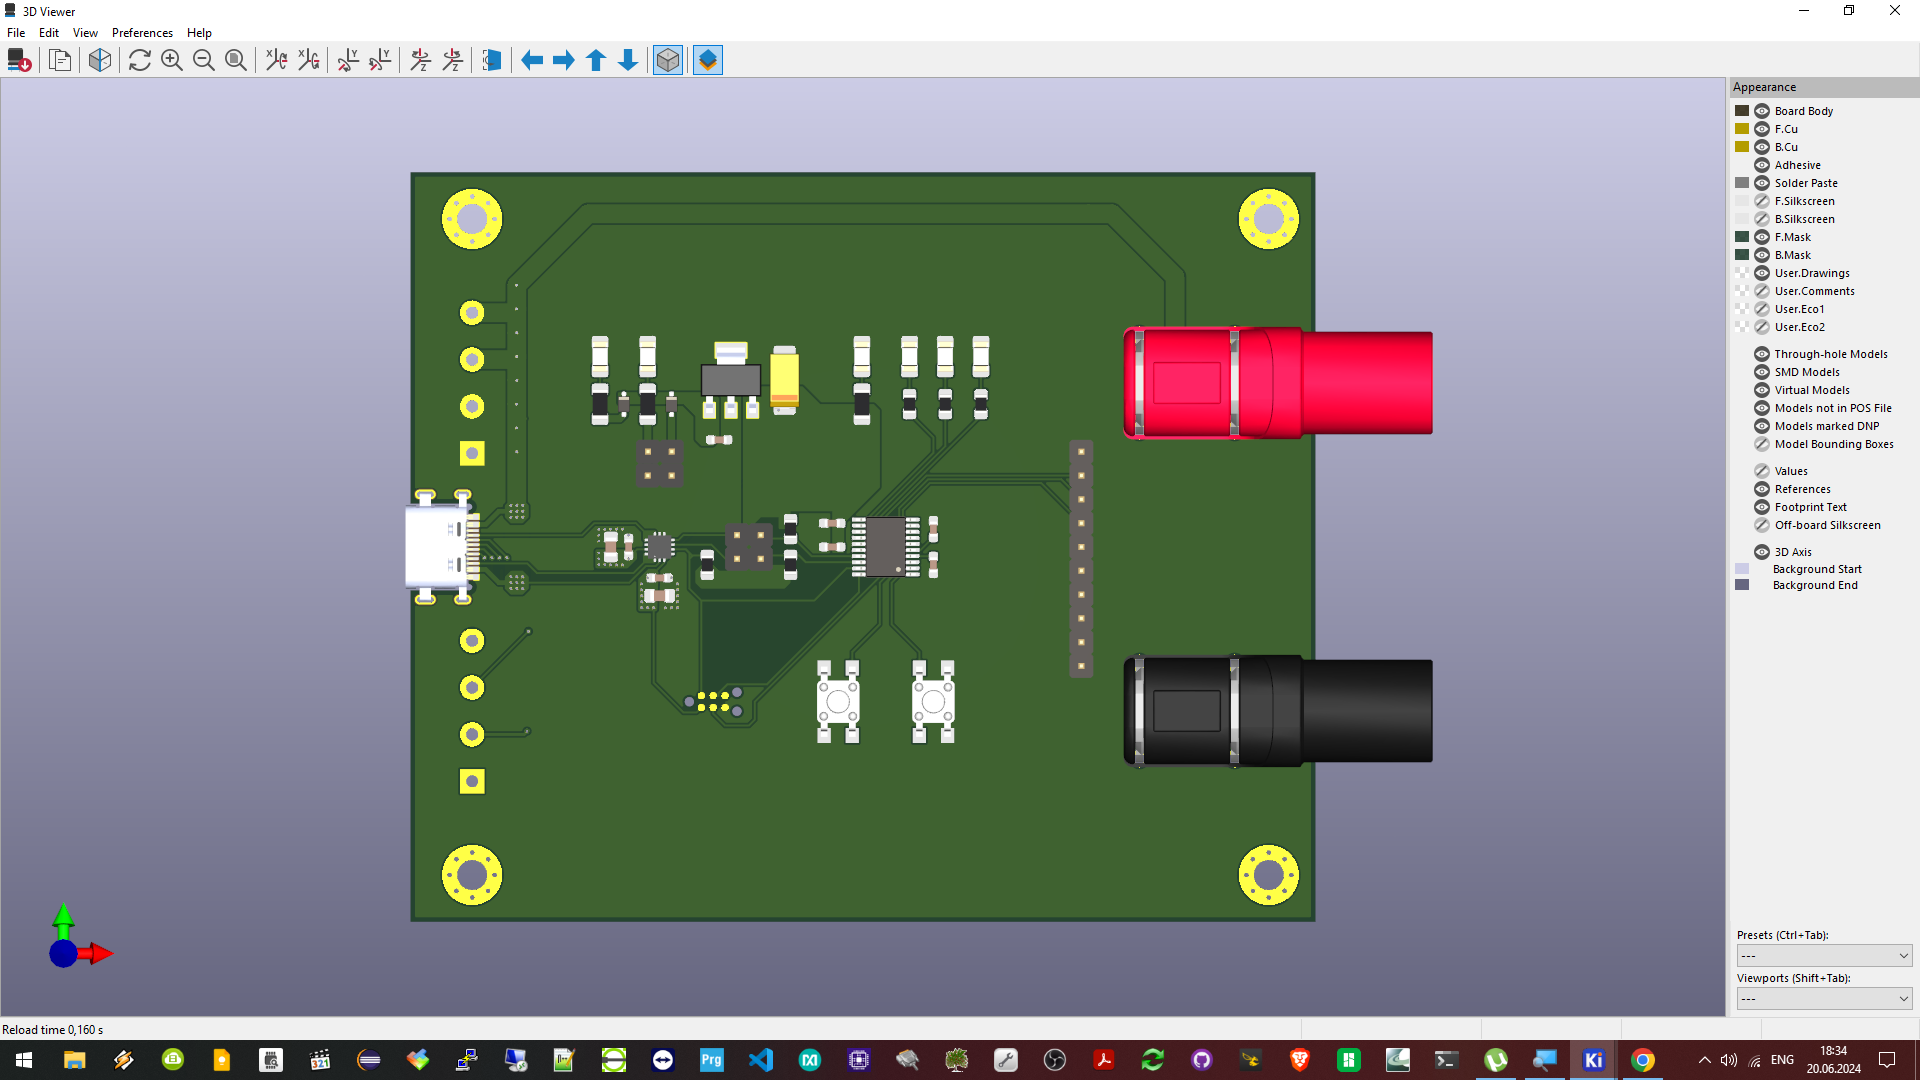 3D Viewer
File Edit View Preferences Help
Appearance
Board Body
F.Cu
B.Cu
Adhesive
Solder Paste
F.Silkscreen
B.Silkscreen
F.Mask
B.Mask
User.Drawings
User.Comments
User.Eco1
User.Eco2
Through-hole Models
SMD Models
Virtual Models
Models not in POS File
Models marked DNP
Model Bounding Boxes
Values
References
Footprint Text
Off-board Silkscreen
3D Axis
Background Start
Background End
Presets (Ctrl+Tab):
---
Viewports (Shift+Tab):
---
Reload time 0,160 s
321
Prg
Ki
ENG
18:34
20.06.2024